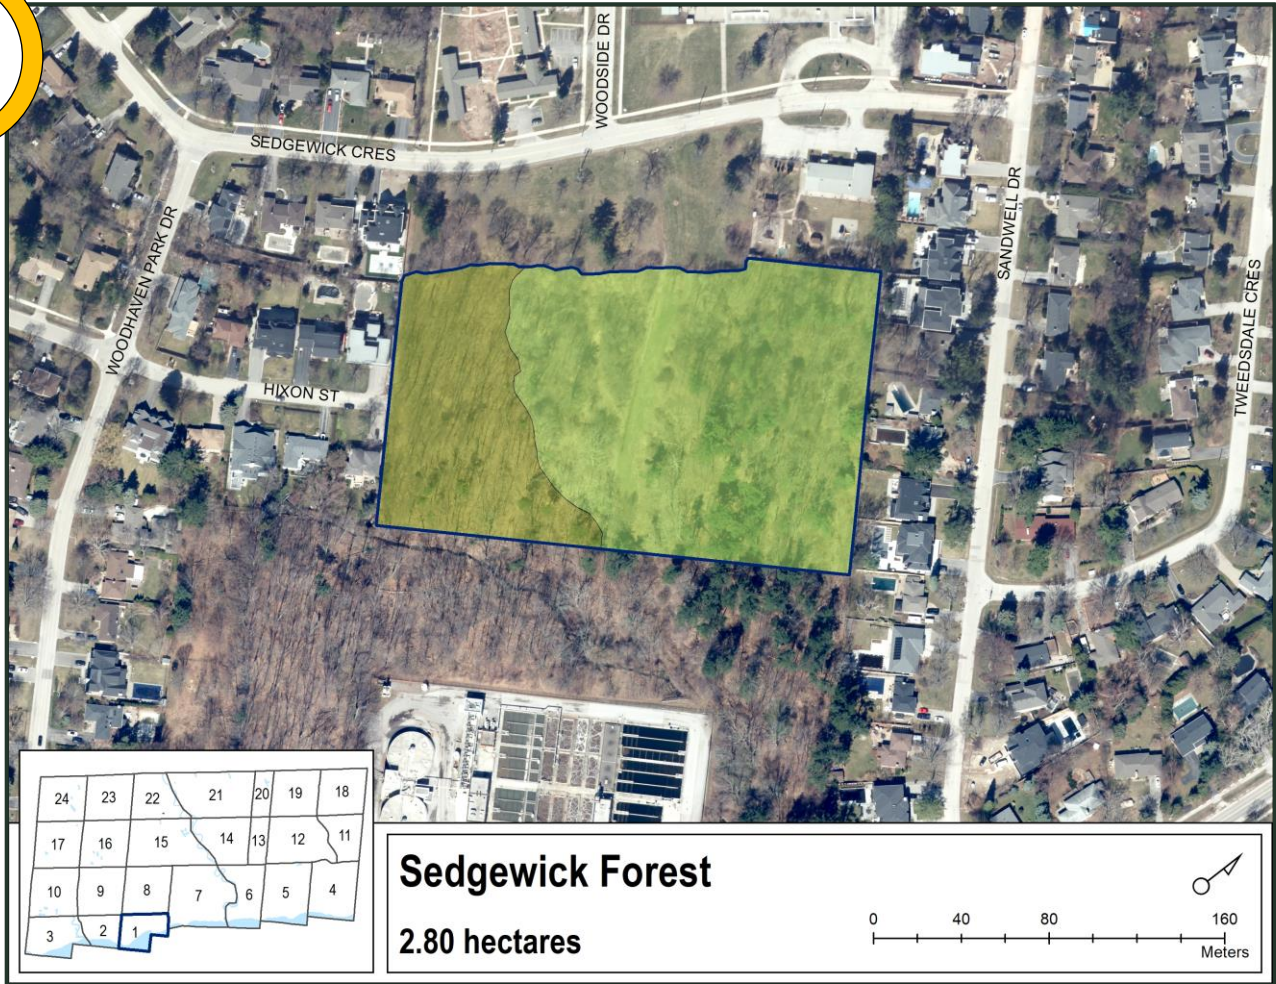 WOODSIDE DR
SEDGEWICK CRES
SANDWELL DR
WOODHAVEN PARK DR
TWEEDSDALE CRES
HIXON ST
24 23 22 21 20 19 18
17 16 15 14 13 12 11
10 9 8 7 6 5 4
3 2 1
Sedgewick Forest
2.80 hectares
0 40 80 160
Meters